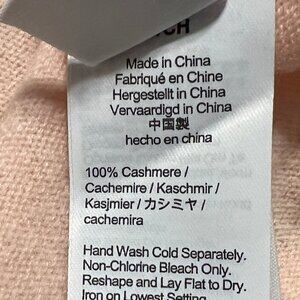 Made in China
Fabriqué en Chine
Hergestellt in China
Vervaardigd in China
中国製
hecho en china
100% Cashmere /
Cachemire / Kaschmir /
Kasjmier / カシミヤ /
cachemira
Hand Wash Cold Separately.
Non-Chlorine Bleach Only.
Reshape and Lay Flat to Dry.
Iron on Lowest Setting